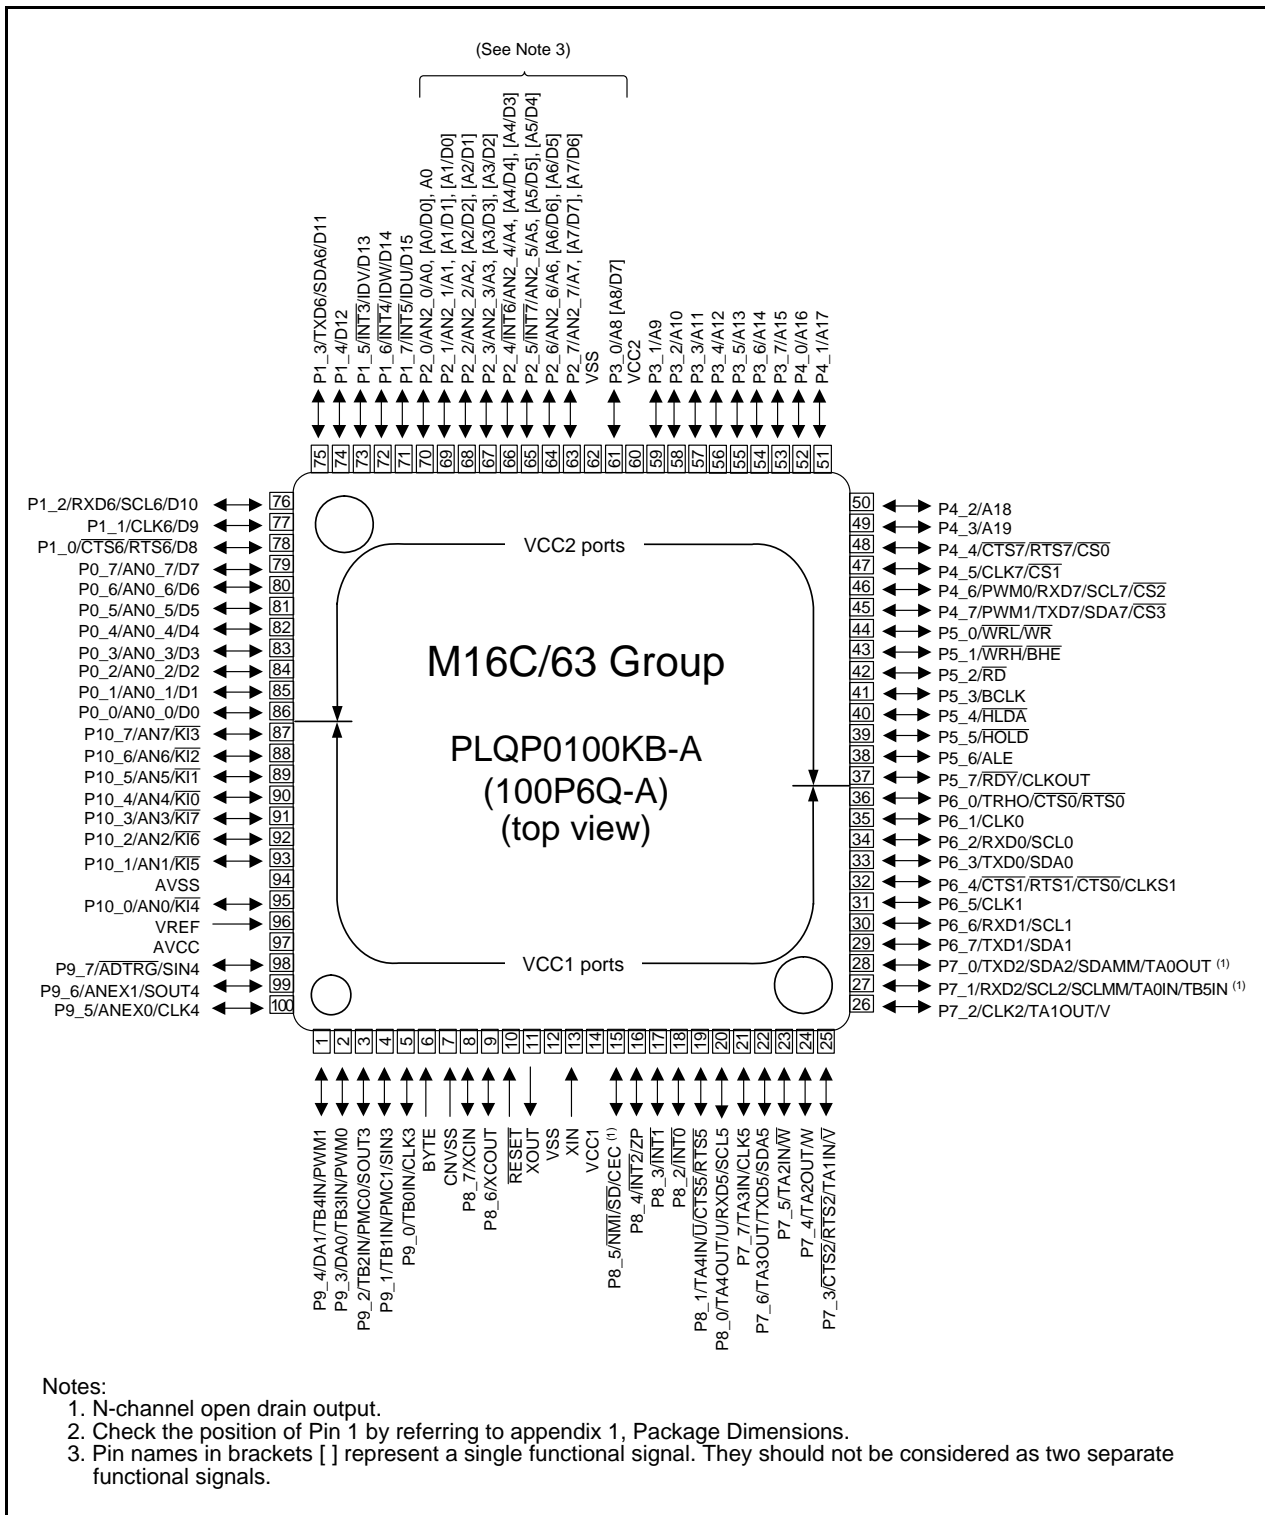 (See Note 3)
P1_3/TXD6/SDA6/D11
P1_4/D12
P1_5/INT3/IDV/D13
P1_6/INT4/IDW/D14
P1_7/INT5/IDU/D15
P2_0/AN2_0/A0, [A0/D0], A0
P2_1/AN2_1/A1, [A1/D1], [A1/D0]
P2_2/AN2_2/A2, [A2/D2], [A2/D1]
P2_3/AN2_3/A3, [A3/D3], [A3/D2]
P2_4/INT6/AN2_4/A4, [A4/D4], [A4/D3]
P2_5/INT7/AN2_5/A5, [A5/D5], [A5/D4]
P2_6/AN2_6/A6, [A6/D6], [A6/D5]
P2_7/AN2_7/A7, [A7/D7], [A7/D6]
VSS
P3_0/A8 [A8/D7]
VCC2
P3_1/A9
P3_2/A10
P3_3/A11
P3_4/A12
P3_5/A13
P3_6/A14
P3_7/A15
P4_0/A16
P4_1/A17
75 74 73 72 71 70 69 68 67 66 65 64 63 62 61 60 59 58 57 56 55 54 53 52 51
P1_2/RXD6/SCL6/D10 76
P1_1/CLK6/D9 77
P1_0/CTS6/RTS6/D8 78
P0_7/AN0_7/D7 79
P0_6/AN0_6/D6 80
P0_5/AN0_5/D5 81
P0_4/AN0_4/D4 82
P0_3/AN0_3/D3 83
P0_2/AN0_2/D2 84
P0_1/AN0_1/D1 85
P0_0/AN0_0/D0 86
P10_7/AN7/KI3 87
P10_6/AN6/KI2 88
P10_5/AN5/KI1 89
P10_4/AN4/KI0 90
P10_3/AN3/KI7 91
P10_2/AN2/KI6 92
P10_1/AN1/KI5 93
AVSS 94
P10_0/AN0/KI4 95
VREF 96
AVCC 97
P9_7/ADTRG/SIN4 98
P9_6/ANEX1/SOUT4 99
P9_5/ANEX0/CLK4 100
VCC2 ports
M16C/63 Group
PLQP0100KB-A
(100P6Q-A)
(top view)
VCC1 ports
50 P4_2/A18
49 P4_3/A19
48 P4_4/CTS7/RTS7/CS0
47 P4_5/CLK7/CS1
46 P4_6/PWM0/RXD7/SCL7/CS2
45 P4_7/PWM1/TXD7/SDA7/CS3
44 P5_0/WRL/WR
43 P5_1/WRH/BHE
42 P5_2/RD
41 P5_3/BCLK
40 P5_4/HLDA
39 P5_5/HOLD
38 P5_6/ALE
37 P5_7/RDY/CLKOUT
36 P6_0/TRHO/CTS0/RTS0
35 P6_1/CLK0
34 P6_2/RXD0/SCL0
33 P6_3/TXD0/SDA0
32 P6_4/CTS1/RTS1/CTS0/CLKS1
31 P6_5/CLK1
30 P6_6/RXD1/SCL1
29 P6_7/TXD1/SDA1
28 P7_0/TXD2/SDA2/SDAMM/TA0OUT (1)
27 P7_1/RXD2/SCL2/SCLMM/TA0IN/TB5IN (1)
26 P7_2/CLK2/TA1OUT/V
1 2 3 4 5 6 7 8 9 10 11 12 13 14 15 16 17 18 19 20 21 22 23 24 25
P9_4/DA1/TB4IN/PWM1
P9_3/DA0/TB3IN/PWM0
P9_2/TB2IN/PMC0/SOUT3
P9_1/TB1IN/PMC1/SIN3
P9_0/TB0IN/CLK3
BYTE
CNVSS
P8_7/XCIN
P8_6/XCOUT
RESET
XOUT
VSS
XIN
VCC1
P8_5/NMI/SD/CEC (1)
P8_4/INT2/ZP
P8_3/INT1
P8_2/INT0
P8_1/TA4IN/U/CTS5/RTS5
P8_0/TA4OUT/U/RXD5/SCL5
P7_7/TA3IN/CLK5
P7_6/TA3OUT/TXD5/SDA5
P7_5/TA2IN/W
P7_4/TA2OUT/W
P7_3/CTS2/RTS2/TA1IN/V
Notes:
1. N-channel open drain output.
2. Check the position of Pin 1 by referring to appendix 1, Package Dimensions.
3. Pin names in brackets [ ] represent a single functional signal. They should not be considered as two separate
functional signals.